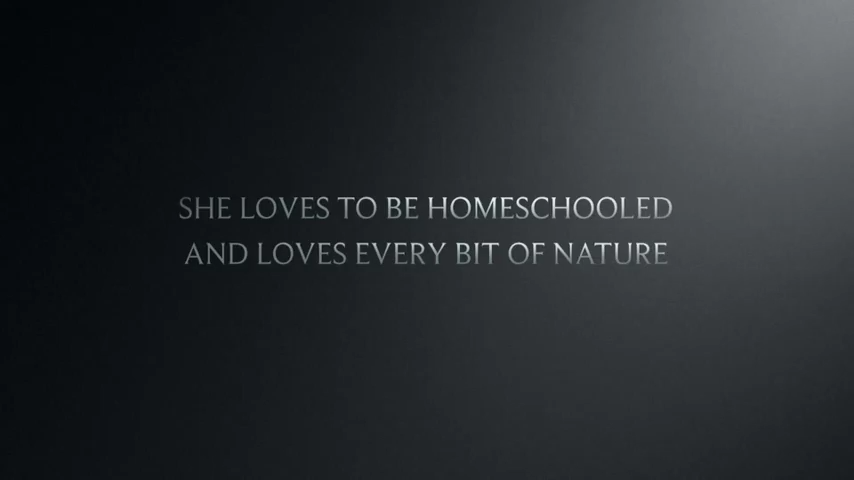 SHE LOVES TO BE HOMESCHOOLED
AND LOVES EVERY BIT OF NATURE